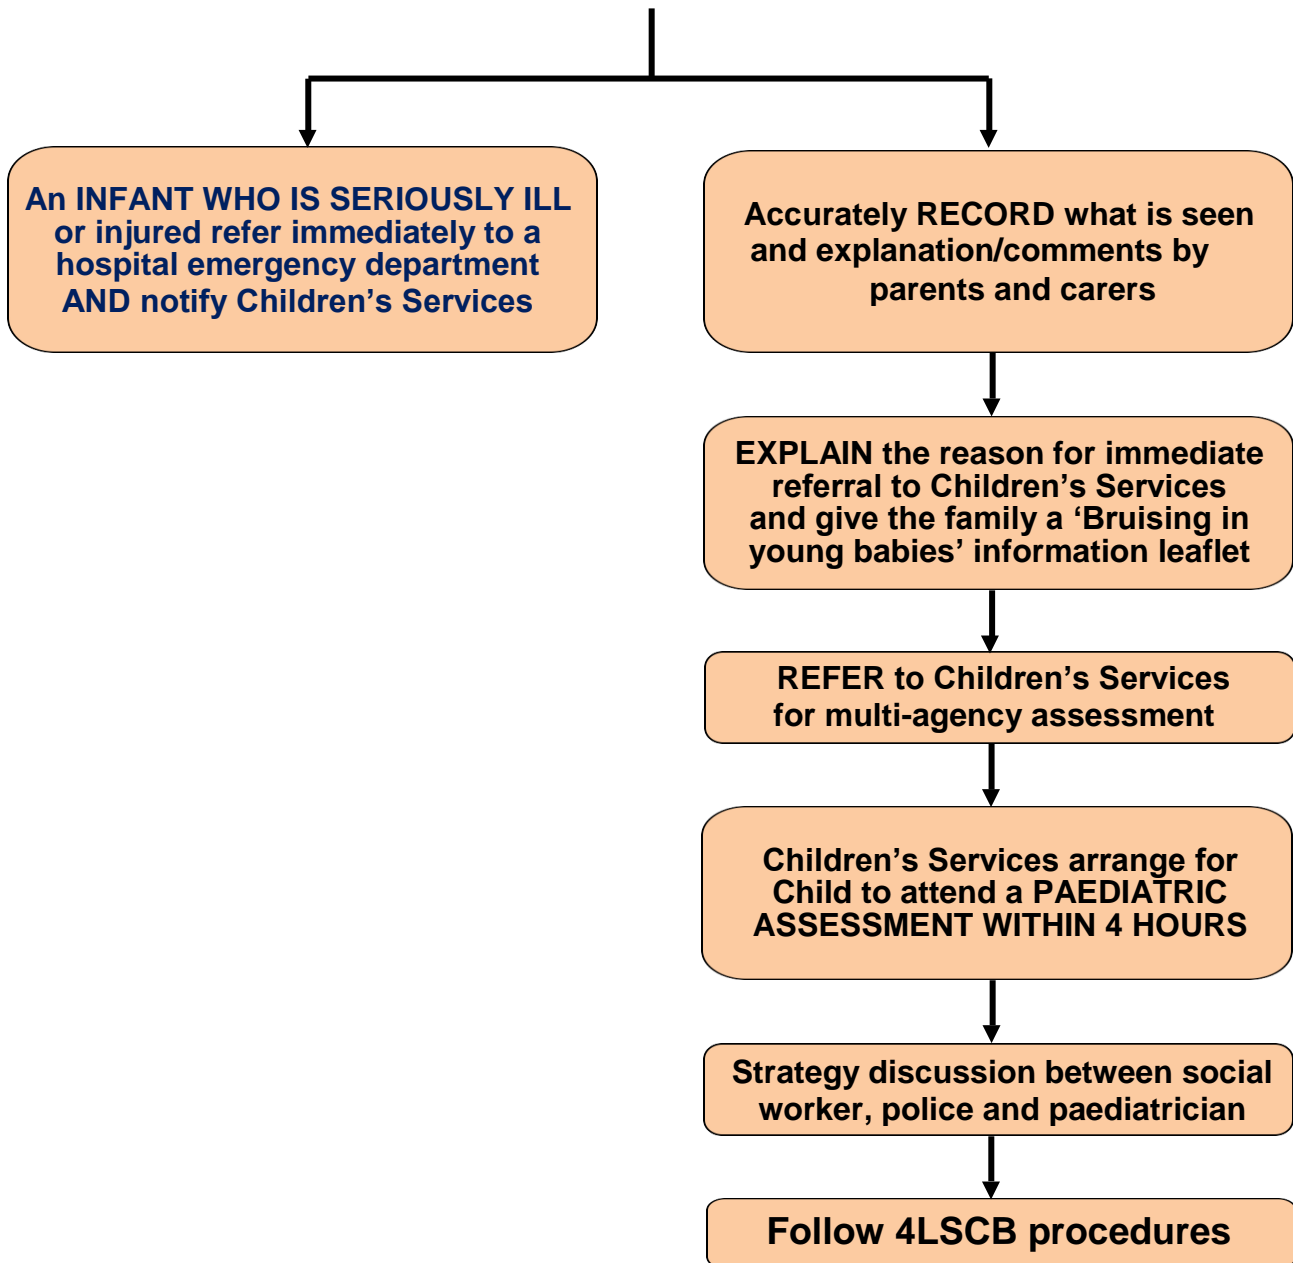 An INFANT WHO IS SERIOUSLY ILL
or injured refer immediately to a
hospital emergency department
AND notify Children’s Services
Accurately RECORD what is seen
and explanation/comments by
parents and carers
EXPLAIN the reason for immediate
referral to Children’s Services
and give the family a ‘Bruising in
young babies’ information leaflet
REFER to Children’s Services
for multi-agency assessment
Children’s Services arrange for
Child to attend a PAEDIATRIC
ASSESSMENT WITHIN 4 HOURS
Strategy discussion between social
worker, police and paediatrician
Follow 4LSCB procedures